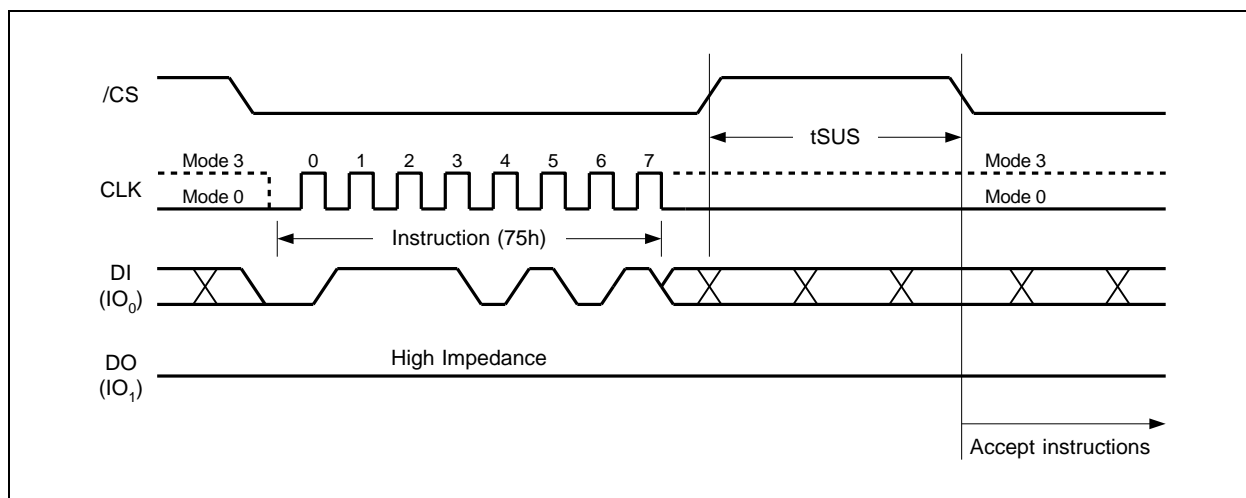 /CS
tSUS
Mode 3 0 1 2 3 4 5 6 7 Mode 3
CLK
Mode 0 Mode 0
Instruction (75h)
DI
(IO0)
High Impedance
DO
(IO1)
Accept instructions